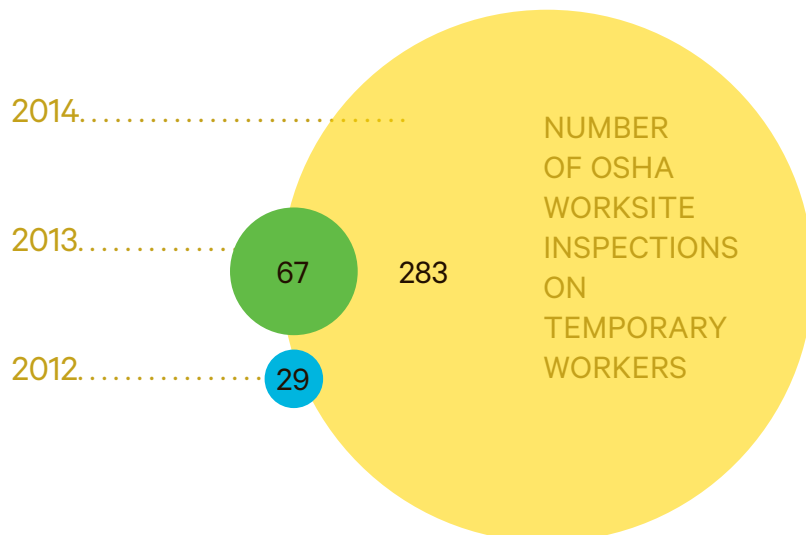 2014
NUMBER
OF OSHA
WORKSITE
INSPECTIONS
ON
TEMPORARY
WORKERS
2013
67
283
2012
29